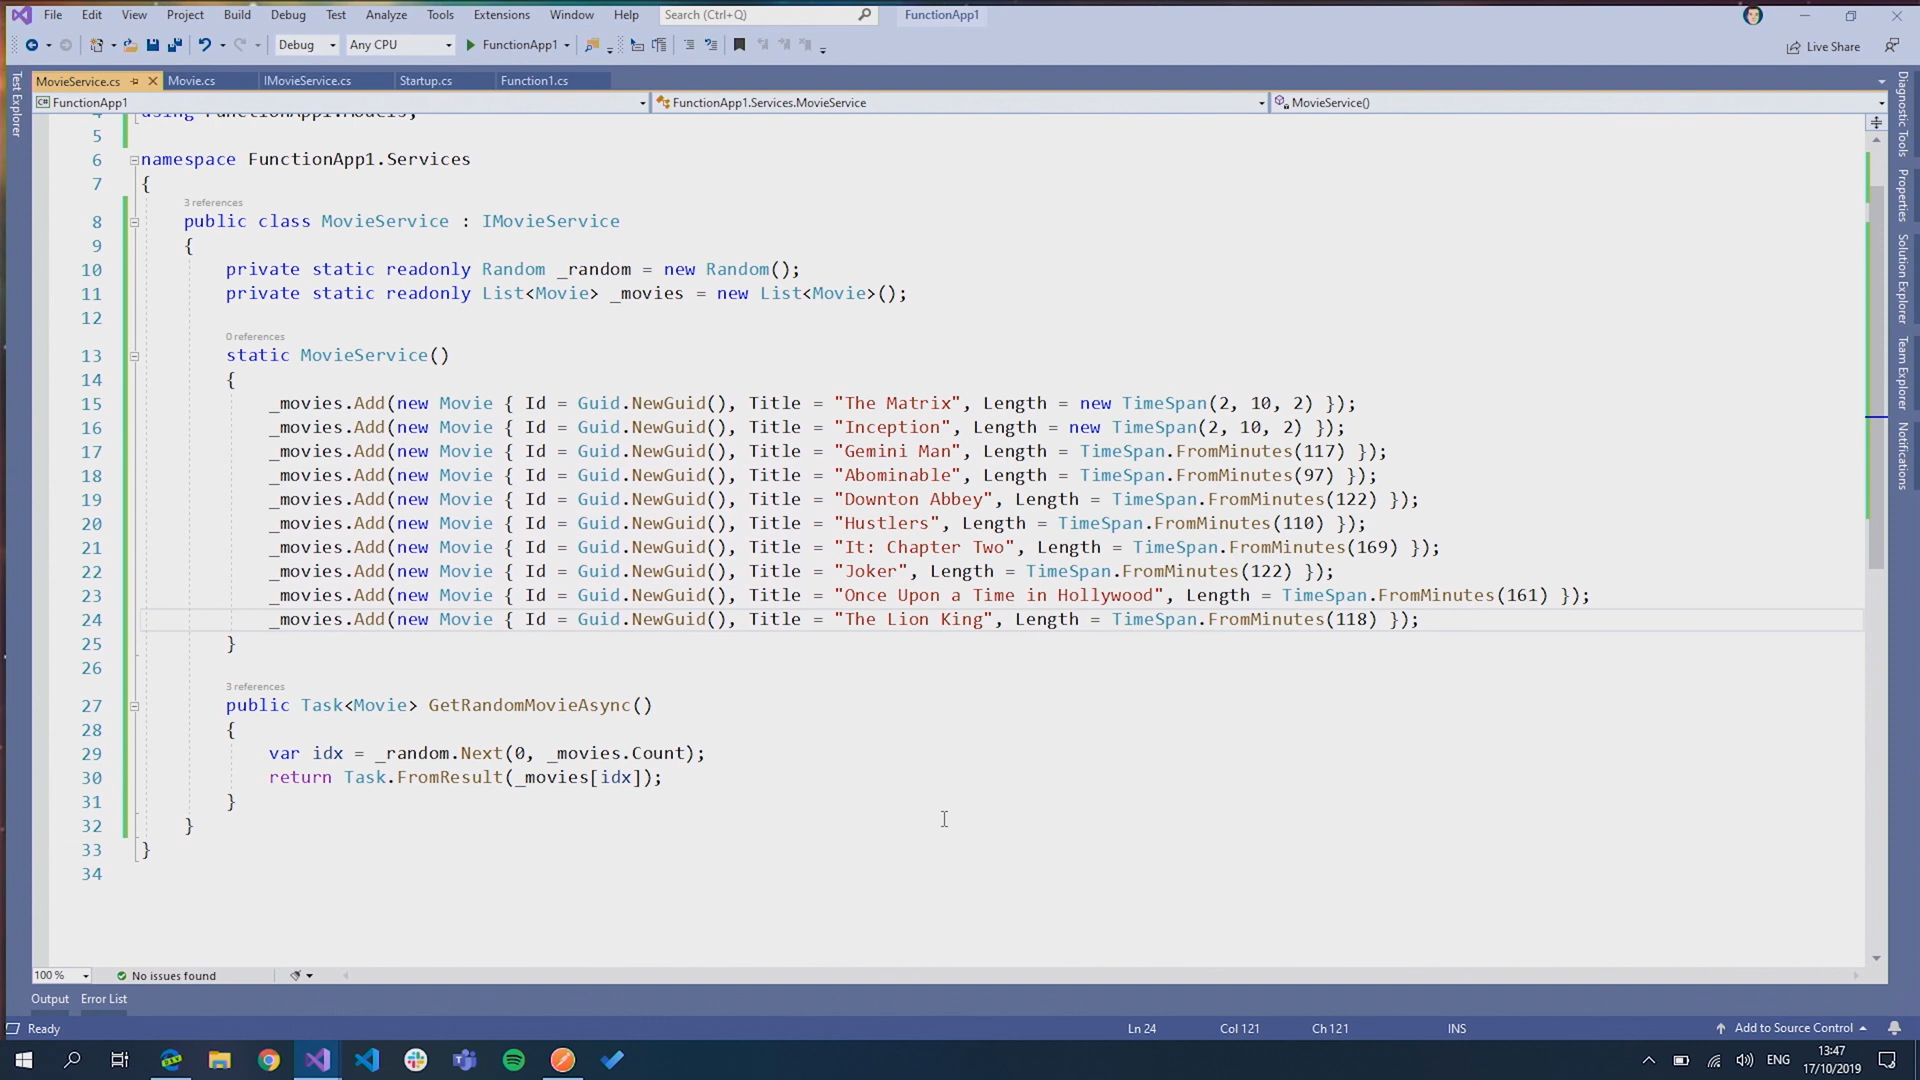 File Edit View Project Build Debug Test Analyze Tools Extensions Window Help Search (Ctrl+Q) FunctionApp1
Debug Any CPU FunctionApp1 Live Share
MovieService.cs Movie.cs IMovieService.cs Startup.cs Function1.cs
FunctionApp1 FunctionApp1.Services.MovieService MovieService()
Test Explorer
4 using FunctionApp1.Models;
5
6 namespace FunctionApp1.Services
7 {
3 references
8 public class MovieService : IMovieService
9 {
10 private static readonly Random _random = new Random();
11 private static readonly List<Movie> _movies = new List<Movie>();
12
0 references
13 static MovieService()
14 {
15 _movies.Add(new Movie { Id = Guid.NewGuid(), Title = "The Matrix", Length = new TimeSpan(2, 10, 2) });
16 _movies.Add(new Movie { Id = Guid.NewGuid(), Title = "Inception", Length = new TimeSpan(2, 10, 2) });
17 _movies.Add(new Movie { Id = Guid.NewGuid(), Title = "Gemini Man", Length = TimeSpan.FromMinutes(117) });
18 _movies.Add(new Movie { Id = Guid.NewGuid(), Title = "Abominable", Length = TimeSpan.FromMinutes(97) });
19 _movies.Add(new Movie { Id = Guid.NewGuid(), Title = "Downton Abbey", Length = TimeSpan.FromMinutes(122) });
20 _movies.Add(new Movie { Id = Guid.NewGuid(), Title = "Hustlers", Length = TimeSpan.FromMinutes(110) });
21 _movies.Add(new Movie { Id = Guid.NewGuid(), Title = "It: Chapter Two", Length = TimeSpan.FromMinutes(169) });
22 _movies.Add(new Movie { Id = Guid.NewGuid(), Title = "Joker", Length = TimeSpan.FromMinutes(122) });
23 _movies.Add(new Movie { Id = Guid.NewGuid(), Title = "Once Upon a Time in Hollywood", Length = TimeSpan.FromMinutes(161) });
24 _movies.Add(new Movie { Id = Guid.NewGuid(), Title = "The Lion King", Length = TimeSpan.FromMinutes(118) });
25 }
26
3 references
27 public Task<Movie> GetRandomMovieAsync()
28 {
29 var idx = _random.Next(0, _movies.Count);
30 return Task.FromResult(_movies[idx]);
31 }
32 }
33 }
34
Diagnostic Tools
Properties
Solution Explorer
Team Explorer
Notifications
100 % No issues found
Output Error List
Ready Ln 24 Col 121 Ch 121 INS Add to Source Control
ENG 13:47
17/10/2019